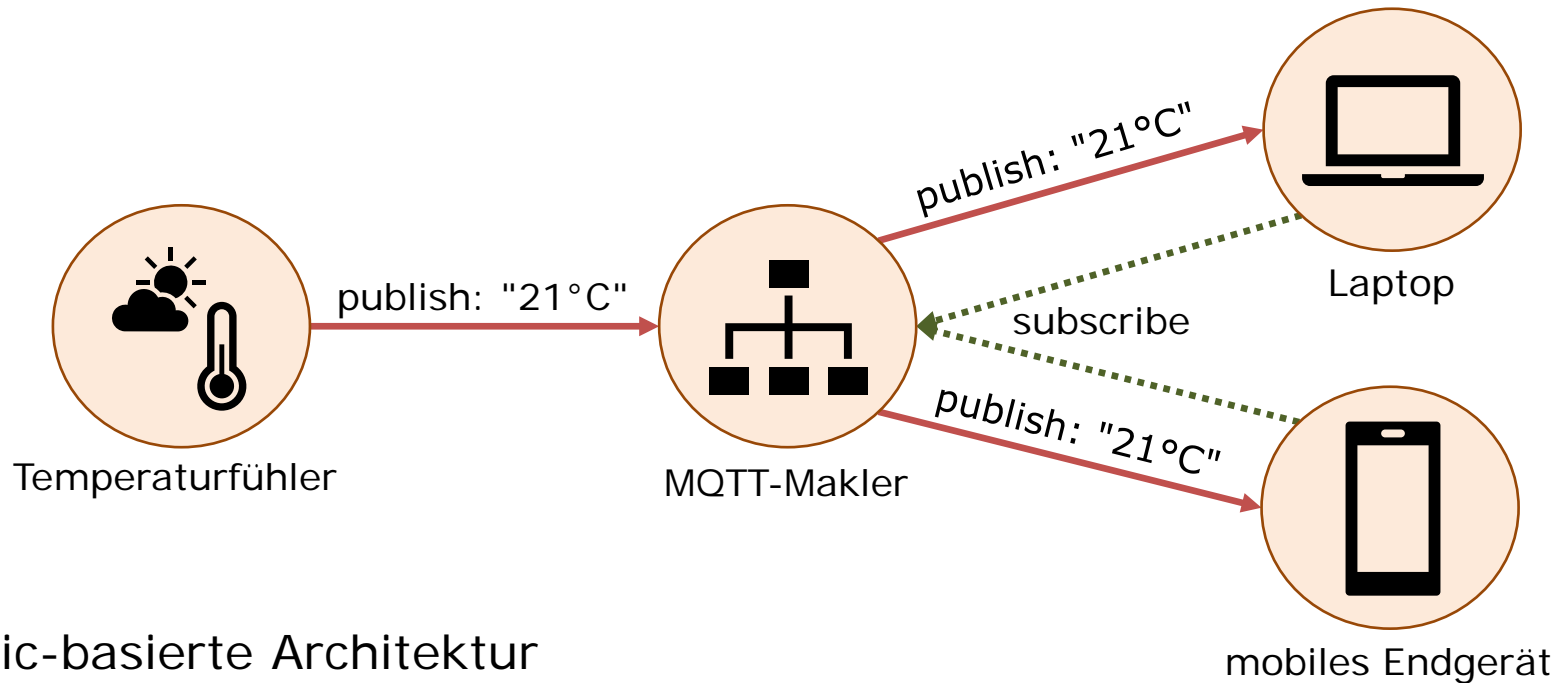 publish: "21°C"
Laptop
publish: "21°C"
subscribe
publish: "21°C"
Temperaturfühler
MQTT-Makler
ic-basierte Architektur
mobiles Endgerät